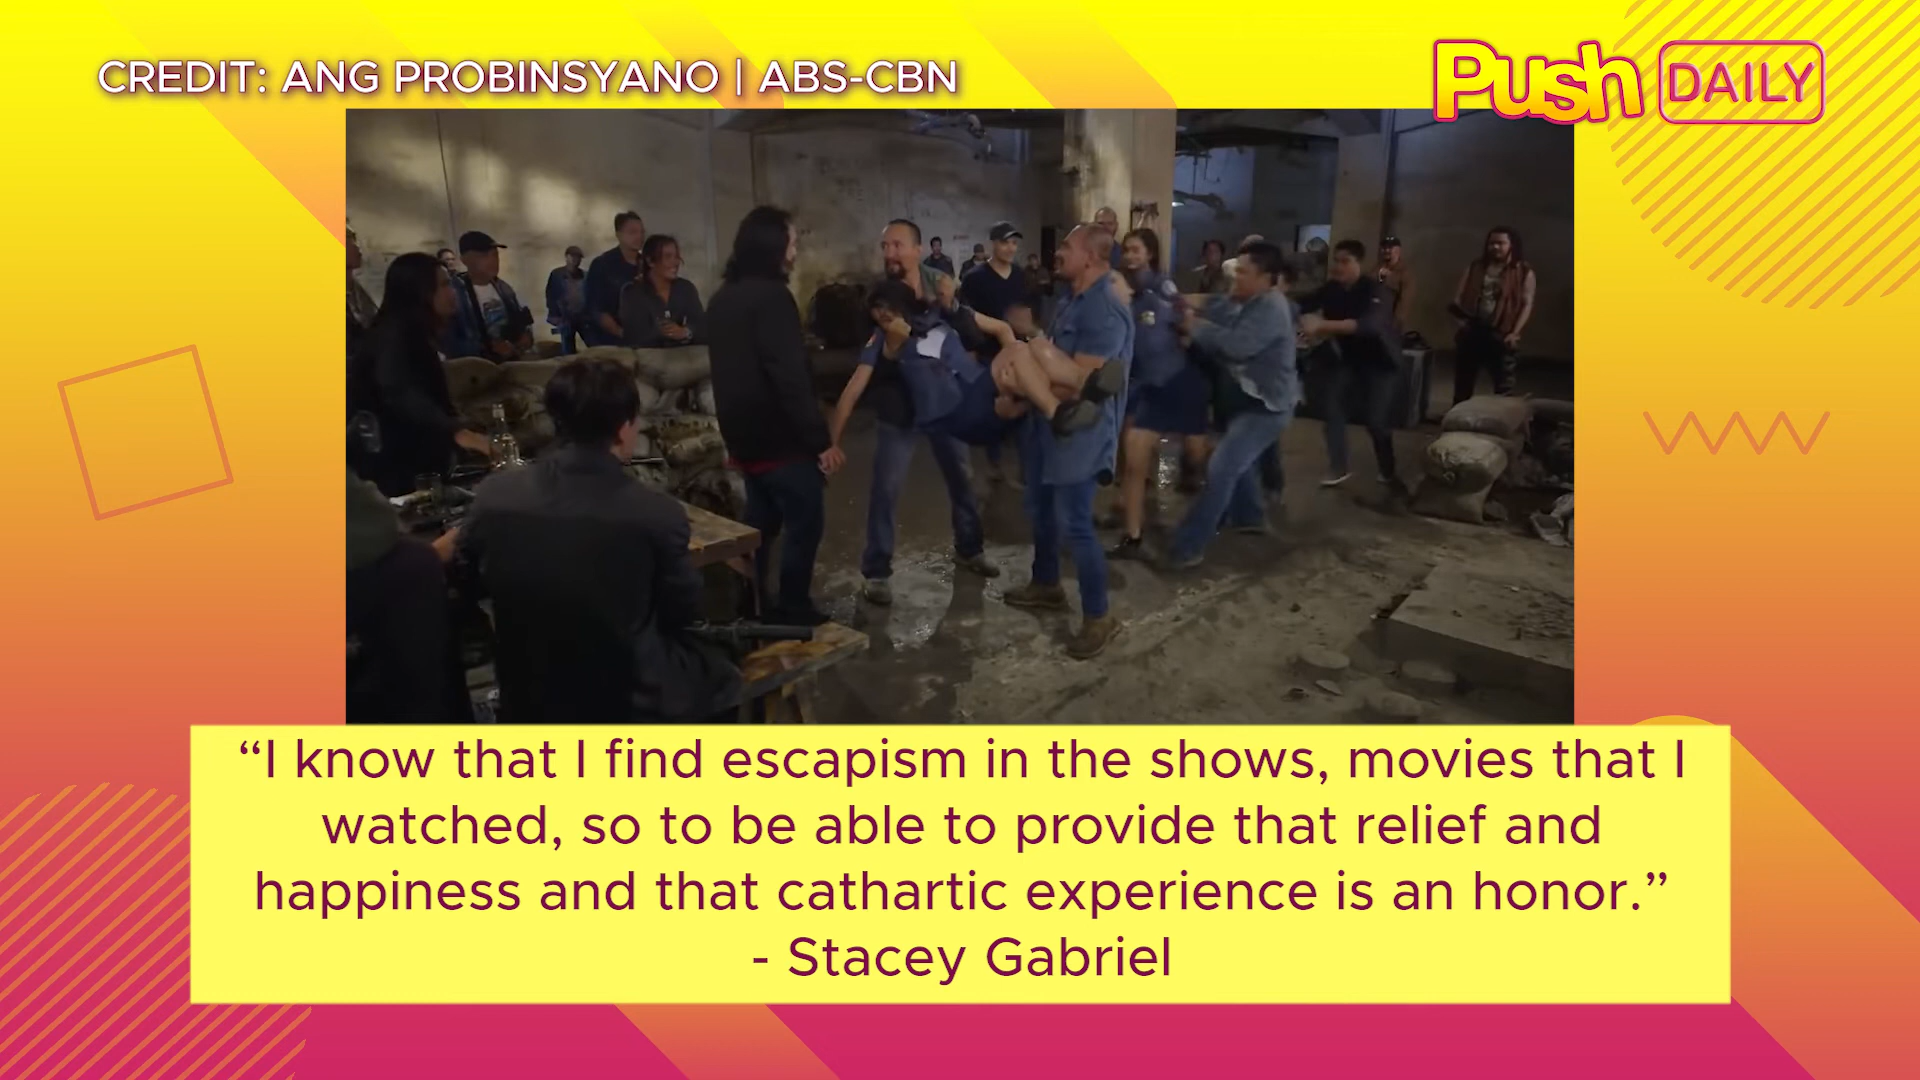 CREDIT: ANG PROBINSYANO | ABS-CBN
Push DAILY
“I know that I find escapism in the shows, movies that I
watched, so to be able to provide that relief and
happiness and that cathartic experience is an honor.”
- Stacey Gabriel